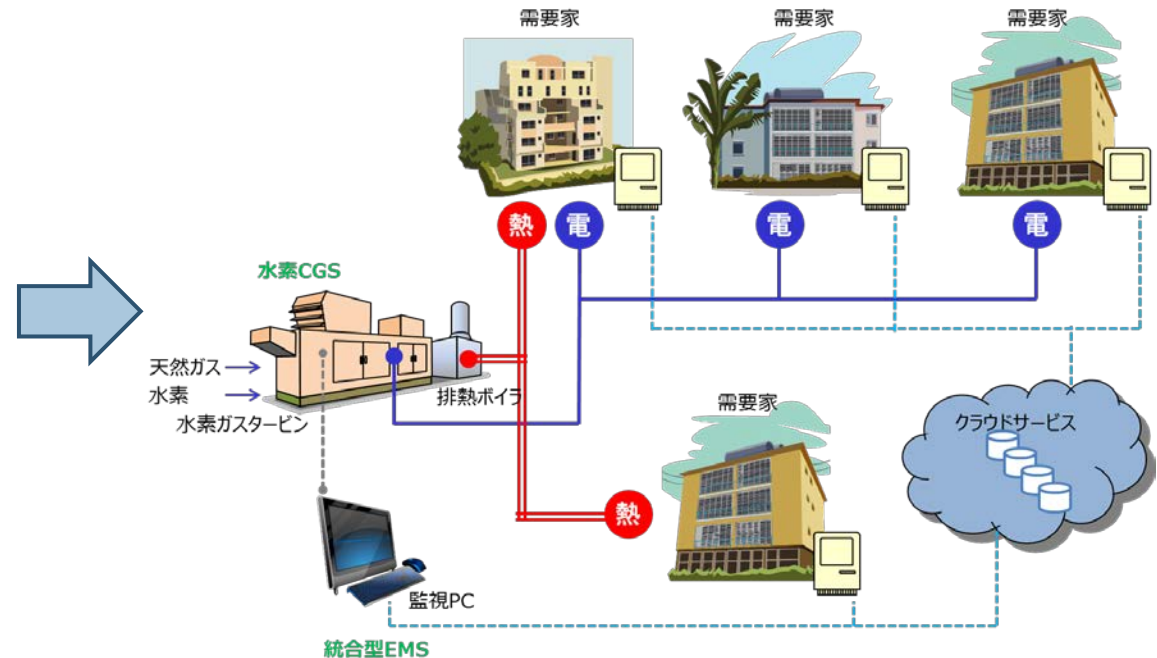 需要家
需要家
需要家
熱
電
電
電
水素CGS
天然ガス
水素
排熱ボイラ
水素ガスタービン
需要家
クラウドサービス
熱
監視PC
統合型EMS